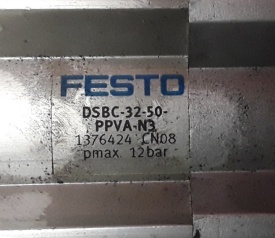 FESTO
DSBC-32-50-
PPVA-N3
1376424 CN08
pmax. 12bar